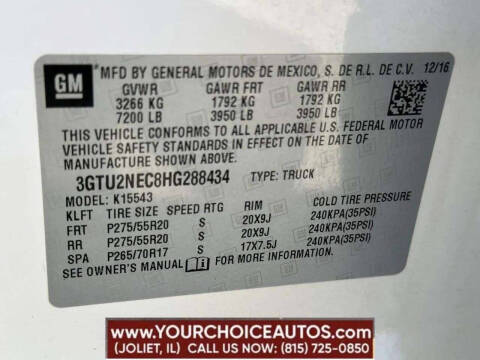 GM
MFD BY GENERAL MOTORS DE MEXICO, S. DE R.L. DE C.V. 12/16
GVWR GAWR FRT GAWR RR
3266 KG 1792 KG 1792 KG
7200 LB 3950 LB 3950 LB
THIS VEHICLE CONFORMS TO ALL APPLICABLE U.S. FEDERAL MOTOR
VEHICLE SAFETY STANDARDS IN EFFECT ON THE DATE OF
MANUFACTURE SHOWN ABOVE.
3GTU2NEC8HG288434 TYPE: TRUCK
MODEL: K15543
KLFT TIRE SIZE SPEED RTG RIM COLD TIRE PRESSURE
FRT P275/55R20 S 20X9J 240KPA(35PSI)
RR P275/55R20 S 20X9J 240KPA(35PSI)
SPA P265/70R17 S 17X7.5J 240KPA(35PSI)
SEE OWNER'S MANUAL FOR ADDITIONAL INFORMATION.
WWW.YOURCHOICEAUTOS.COM
(JOLIET, IL) CALL US NOW: (815) 725-0850